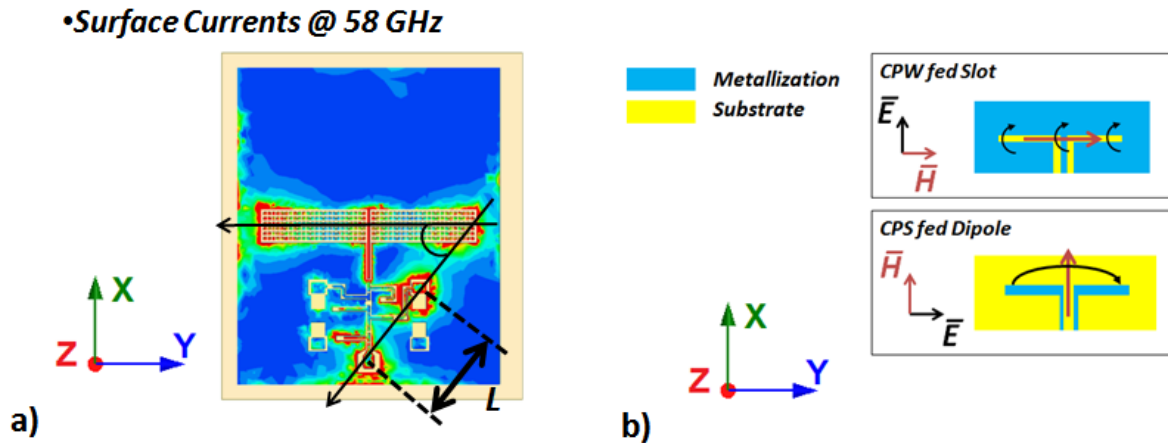 •Surface Currents @ 58 GHz
X
Z
Y
L
a)
Metallization
Substrate
CPW fed Slot
E̅
H̅
CPS fed Dipole
H̅
E̅
X
Z
Y
b)